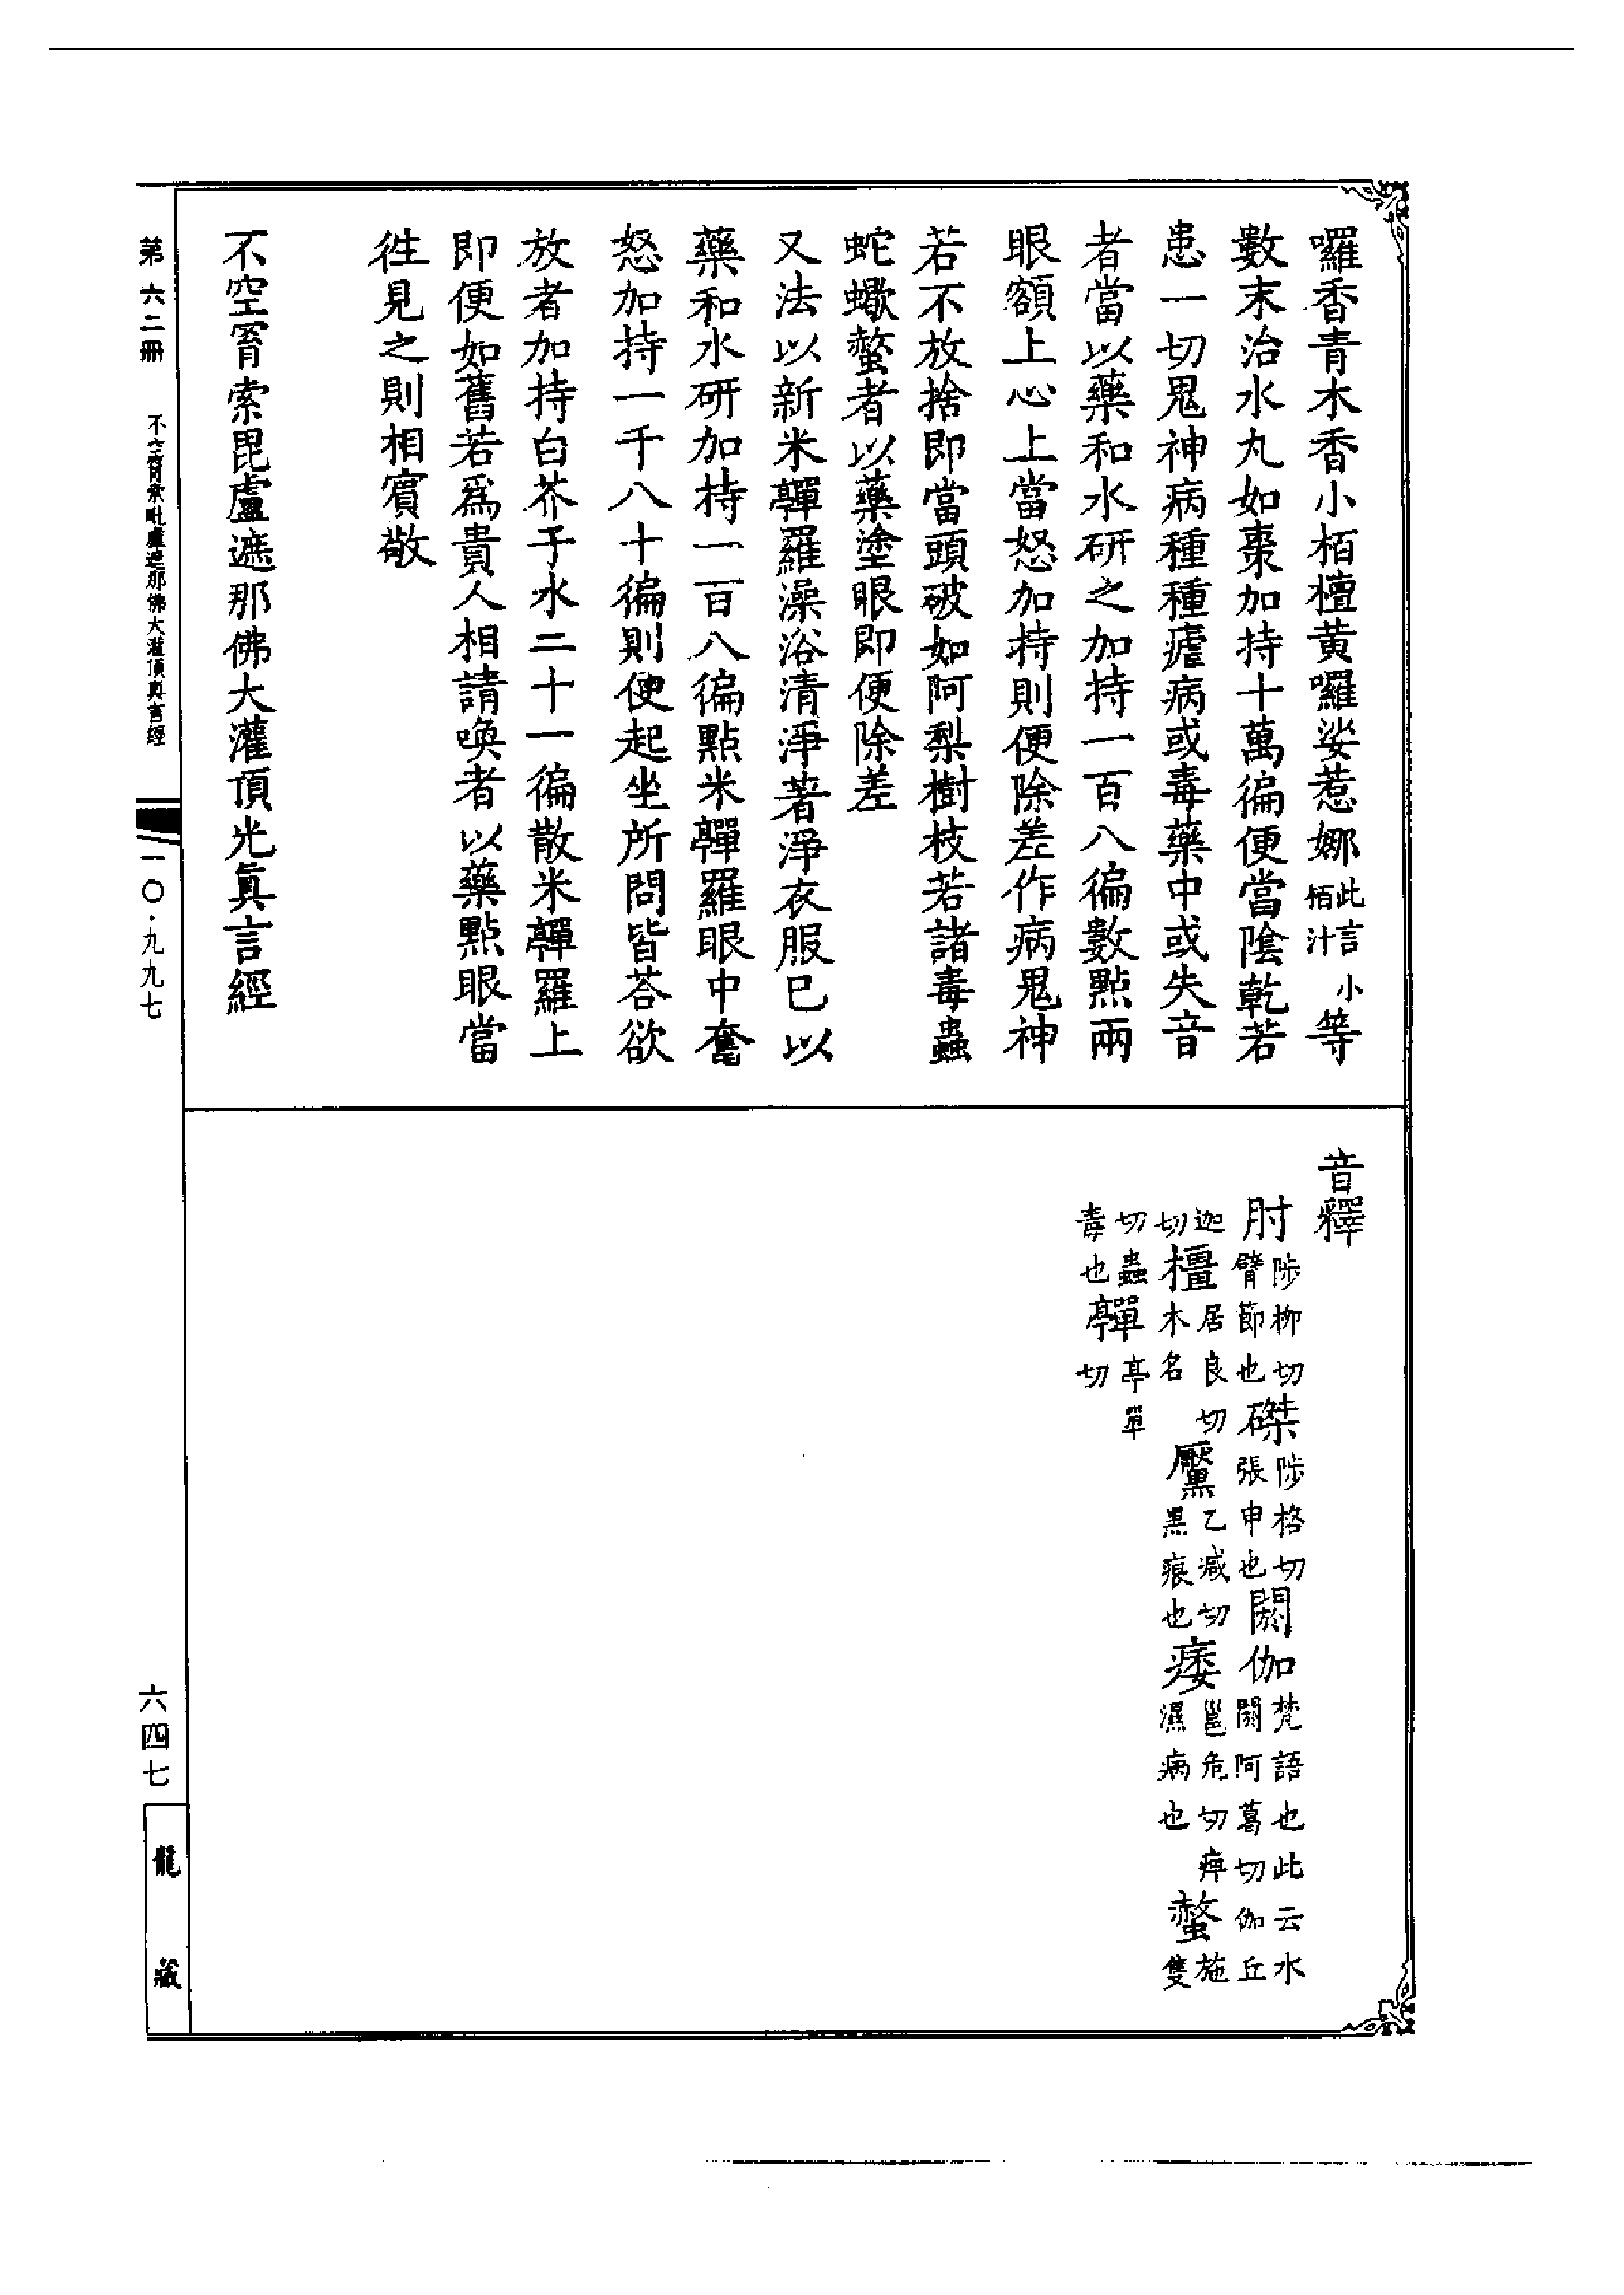 囉香青木香小栢檀黃囉娑惹娜此言小栢汁等
數末治水丸如棗加持十萬徧便當陰乾若
患一切鬼神病種種瘧病或毒藥中或失音
者當以藥和水研之加持一百八徧數點兩
眼額上心上當怒加持則便除差作病鬼神
若不放捨即當頭破如阿梨樹枝若諸毒蟲
蛇蠍螫者以藥塗眼即便除差
又法以新米㲉羅澡浴清淨著淨衣服已以
藥和水研加持一百八徧點米羅眼中奮
怒加持一千八十徧則便起坐所問皆荅欲
放者加持白芥子水二十一徧散米羅上
即便如舊若爲貴人相請喚者以藥點眼當
徃見之則相賓敬
不空罥索毘盧遮那佛大灌頂光眞言經
音釋
肘陟柳切臂節也磔陟格切張申也閼伽梵語也此云水閼阿葛切伽丘
迦切橿居良切木名黶乙減切黑痕也痿邕危切痺濕病也螫施隻
切蟲毒也亭單切
第六二冊
不空罥索毗盧遮那佛大灌頂真言經
一〇·九九七
六四七
龍藏